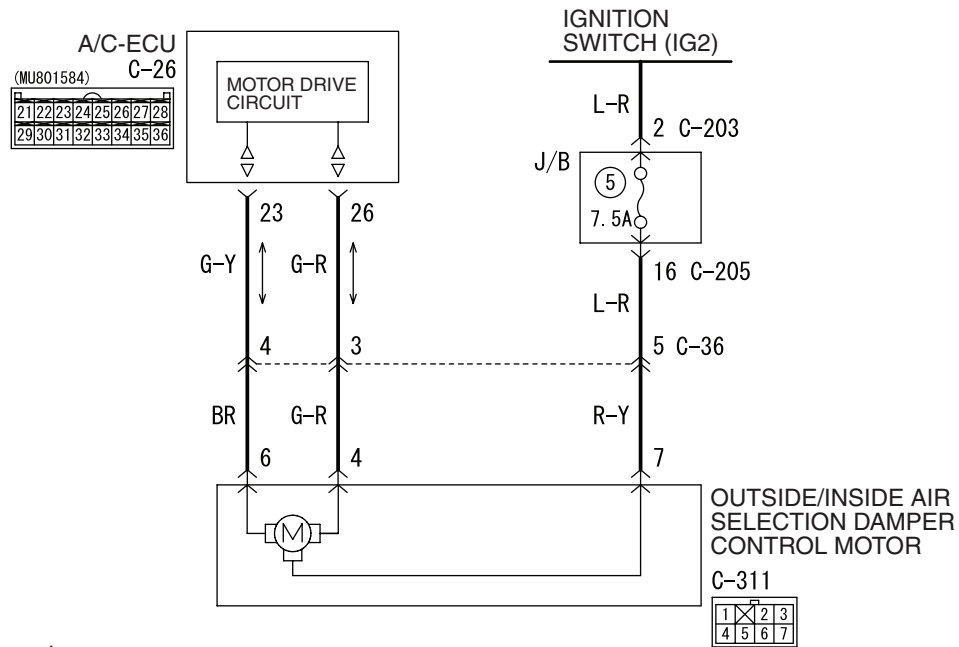 IGNITION
SWITCH (IG2)
A/C-ECU
C-26
(MU801584)
21 22 23 24 25 26 27 28
29 30 31 32 33 34 35 36
MOTOR DRIVE
CIRCUIT
L-R
2 C-203
J/B
5
7.5A
23 26
16 C-205
G-Y G-R
L-R
4 3 5 C-36
BR G-R R-Y
6 4 7
M
OUTSIDE/INSIDE AIR
SELECTION DAMPER
CONTROL MOTOR
C-311
1 2 3
4 5 6 7